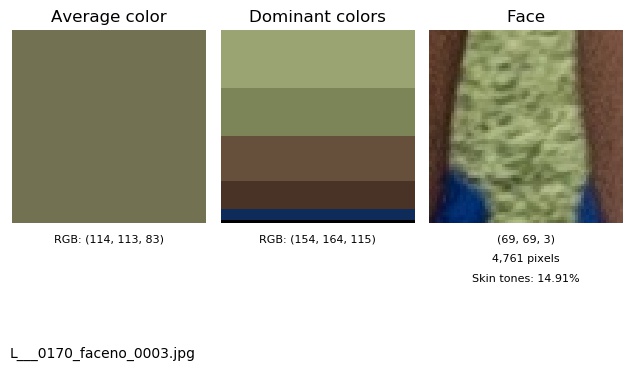 Average color
Dominant colors
Face
RGB: (114, 113, 83)
RGB: (154, 164, 115)
(69, 69, 3)
4,761 pixels
Skin tones: 14.91%
L___0170_faceno_0003.jpg